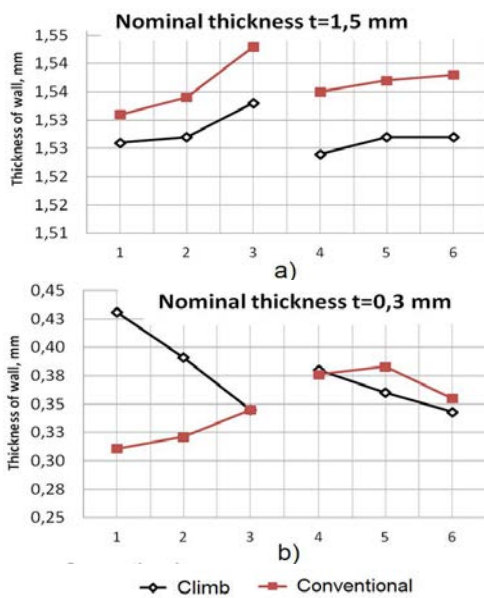 Nominal thickness t=1,5 mm
Thickness of wall, mm
1,55
1,54
1,54
1,53
1,53
1,52
1,52
1,51
1 2 3 4 5 6
a)
Nominal thickness t=0,3 mm
Thickness of wall, mm
0,45
0,43
0,40
0,38
0,35
0,33
0,30
0,28
0,25
1 2 3 4 5 6
b)
Climb Conventional